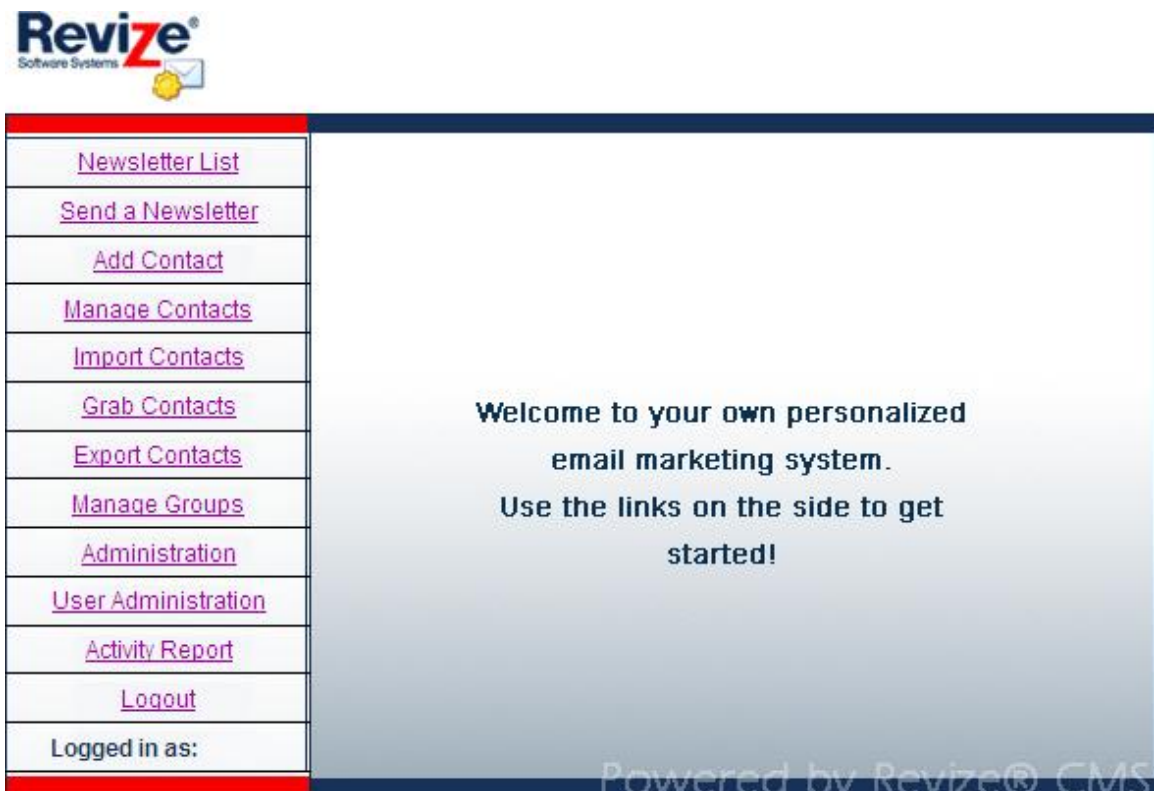 Revize®
Software Systems
Newsletter List
Send a Newsletter
Add Contact
Manage Contacts
Import Contacts
Grab Contacts
Export Contacts
Manage Groups
Administration
User Administration
Activity Report
Logout
Logged in as:
Welcome to your own personalized
email marketing system.
Use the links on the side to get
started!
Powered by Revize® CMS